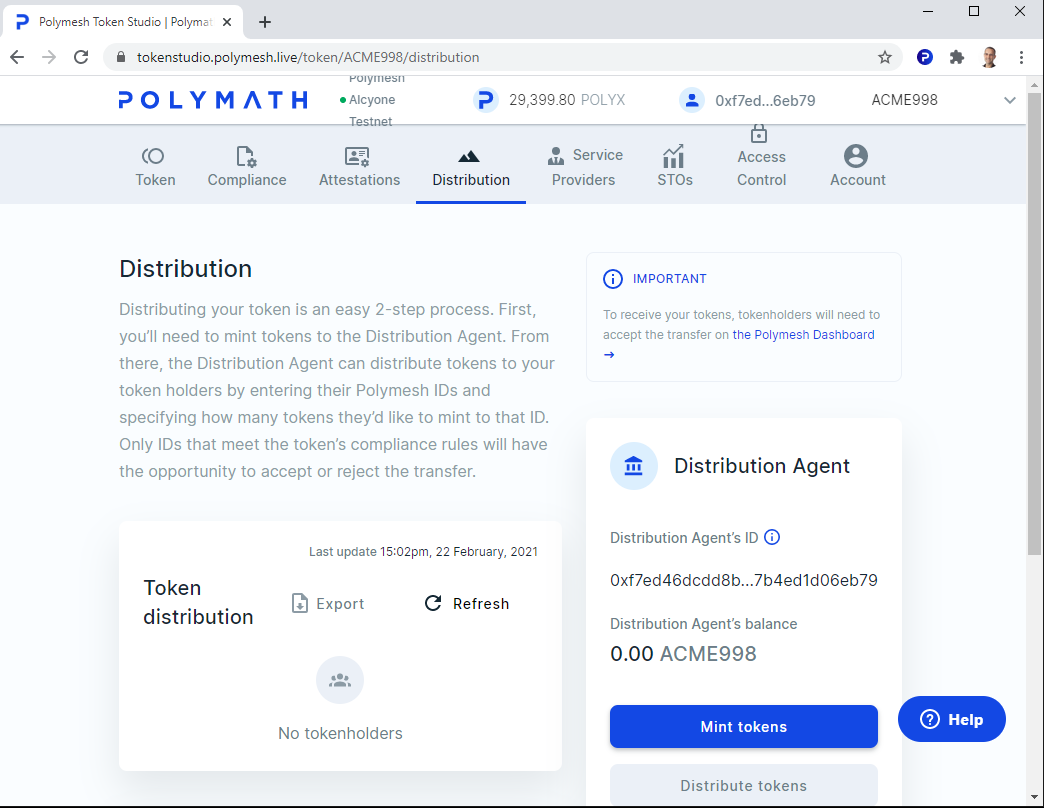 Polymesh Token Studio | Polymat
tokenstudio.polymesh.live/token/ACME998/distribution
POLYMATH
Polymesh
Alcyone
Testnet
29,399.80 POLYX
0xf7ed...6eb79
ACME998
Token
Compliance
Attestations
Distribution
Service
Providers
STOs
Access
Control
Account
Distribution
Distributing your token is an easy 2-step process. First,
you’ll need to mint tokens to the Distribution Agent. From
there, the Distribution Agent can distribute tokens to your
token holders by entering their Polymesh IDs and
specifying how many tokens they’d like to mint to that ID.
Only IDs that meet the token’s compliance rules will have
the opportunity to accept or reject the transfer.
IMPORTANT
To receive your tokens, tokenholders will need to
accept the transfer on the Polymesh Dashboard
→
Last update 15:02pm, 22 February, 2021
Token
distribution
Export
Refresh
No tokenholders
Distribution Agent
Distribution Agent’s ID
0xf7ed46dcdd8b...7b4ed1d06eb79
Distribution Agent’s balance
0.00 ACME998
Mint tokens
Distribute tokens
Help